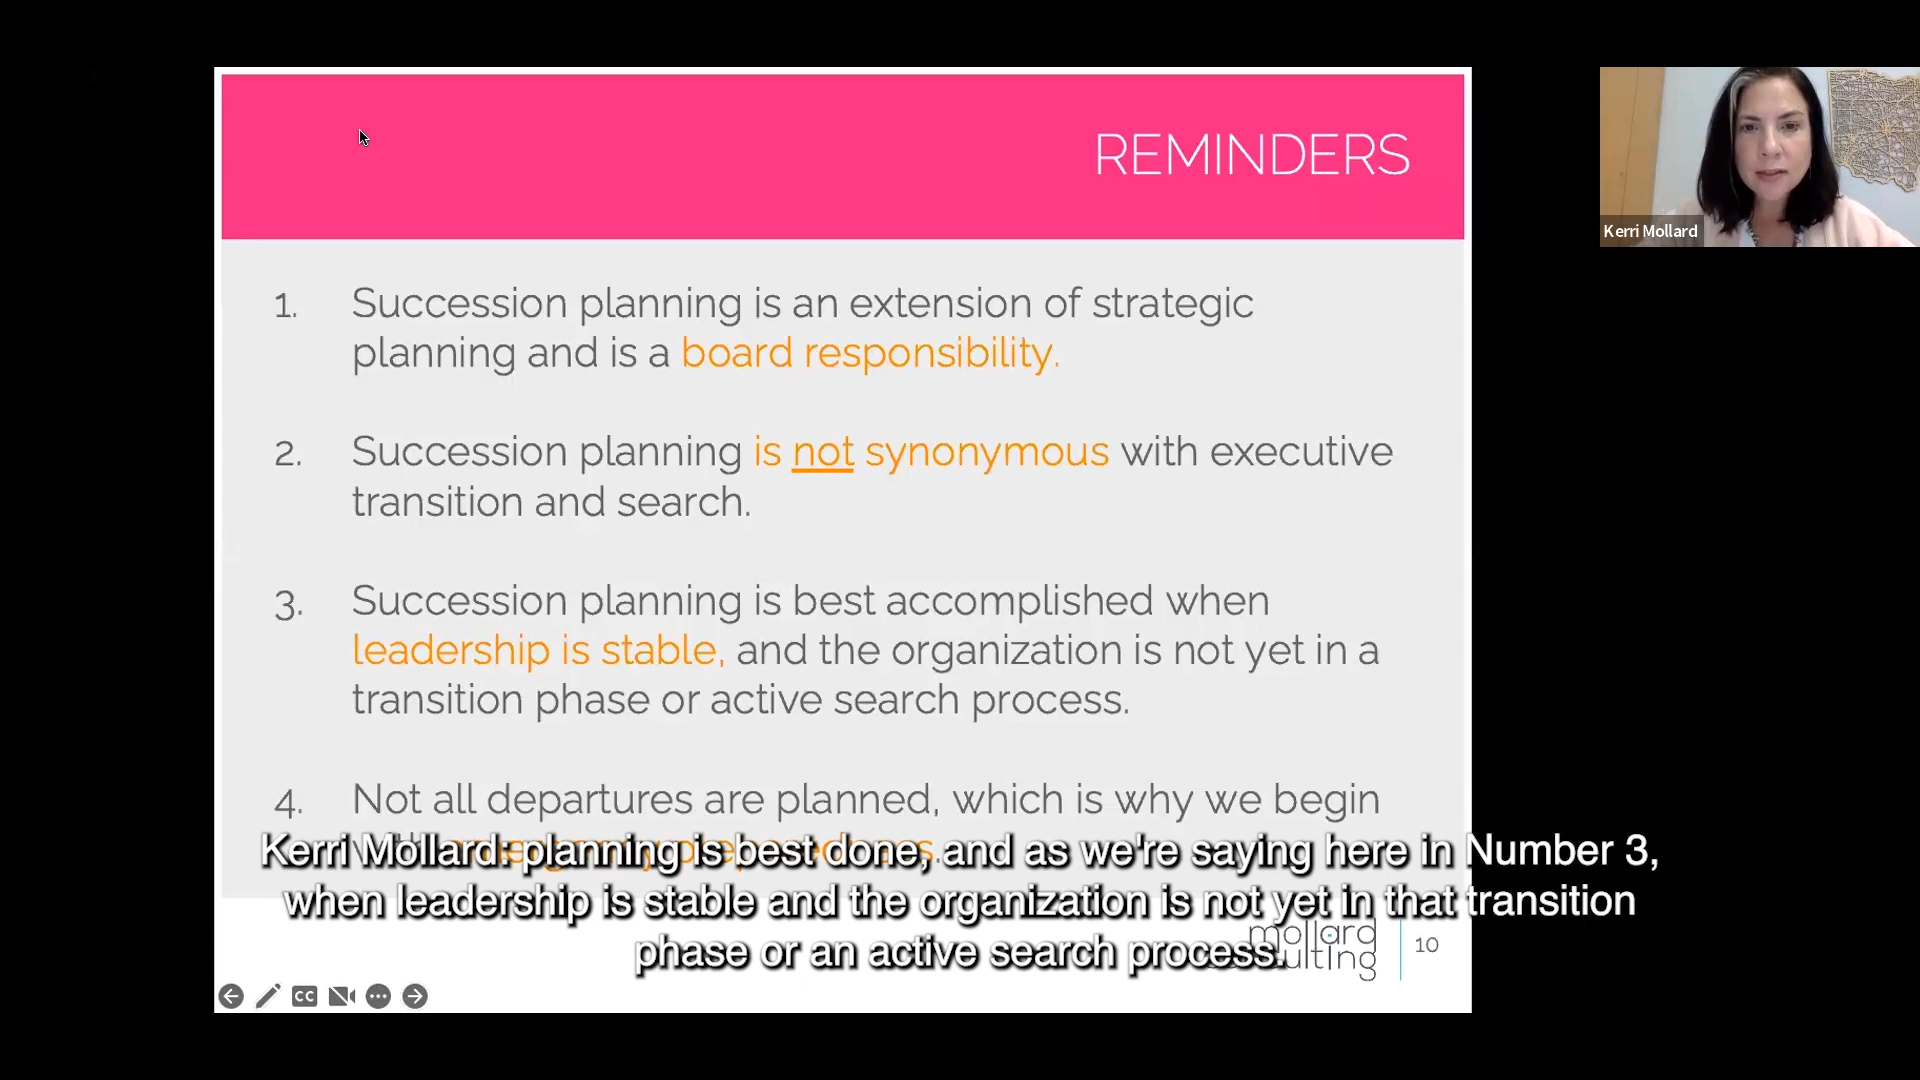 REMINDERS
Kerri Mollard
1. Succession planning is an extension of strategic
planning and is a board responsibility.
2. Succession planning is not synonymous with executive
transition and search.
3. Succession planning is best accomplished when
leadership is stable, and the organization is not yet in a
transition phase or active search process.
4. Not all departures are planned, which is why we begin
Kerri Mollard: planning is best done, and as we're saying here in Number 3,
when leadership is stable and the organization is not yet in that transition
phase or an active search process.
mollard
10
CC